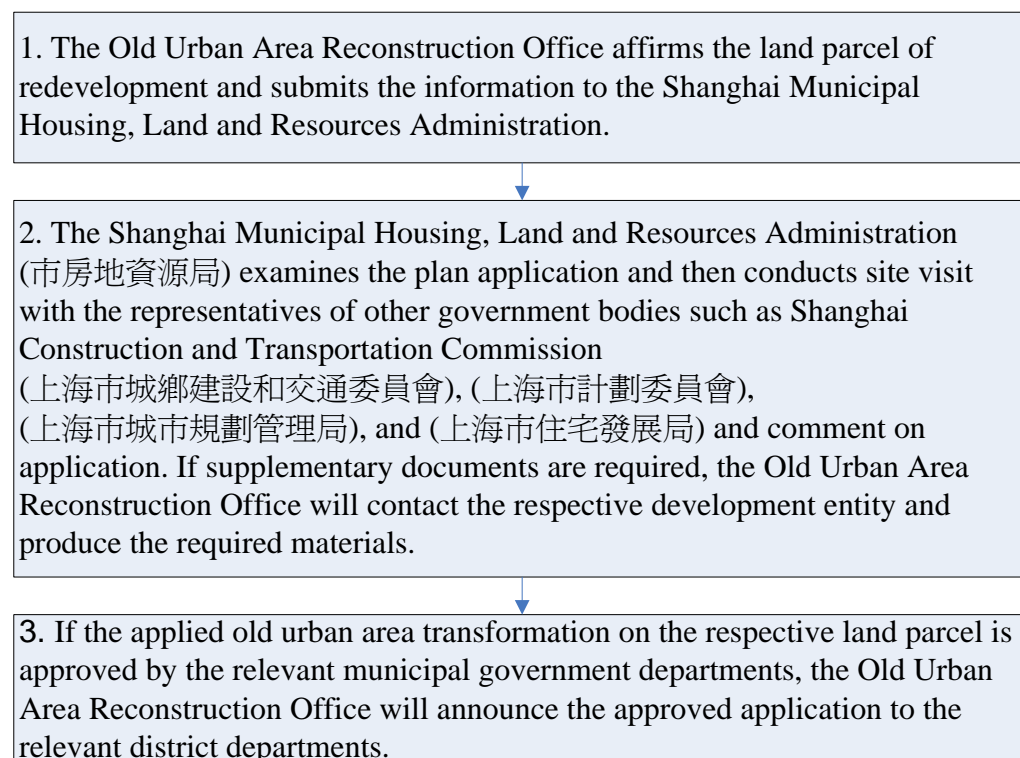 1. The Old Urban Area Reconstruction Office affirms the land parcel of
redevelopment and submits the information to the Shanghai Municipal
Housing, Land and Resources Administration.
2. The Shanghai Municipal Housing, Land and Resources Administration
(市房地資源局) examines the plan application and then conducts site visit
with the representatives of other government bodies such as Shanghai
Construction and Transportation Commission
(上海市城鄉建設和交通委員會), (上海市計劃委員會),
(上海市城市規劃管理局), and (上海市住宅發展局) and comment on
application. If supplementary documents are required, the Old Urban Area
Reconstruction Office will contact the respective development entity and
produce the required materials.
3. If the applied old urban area transformation on the respective land parcel is
approved by the relevant municipal government departments, the Old Urban
Area Reconstruction Office will announce the approved application to the
relevant district departments.